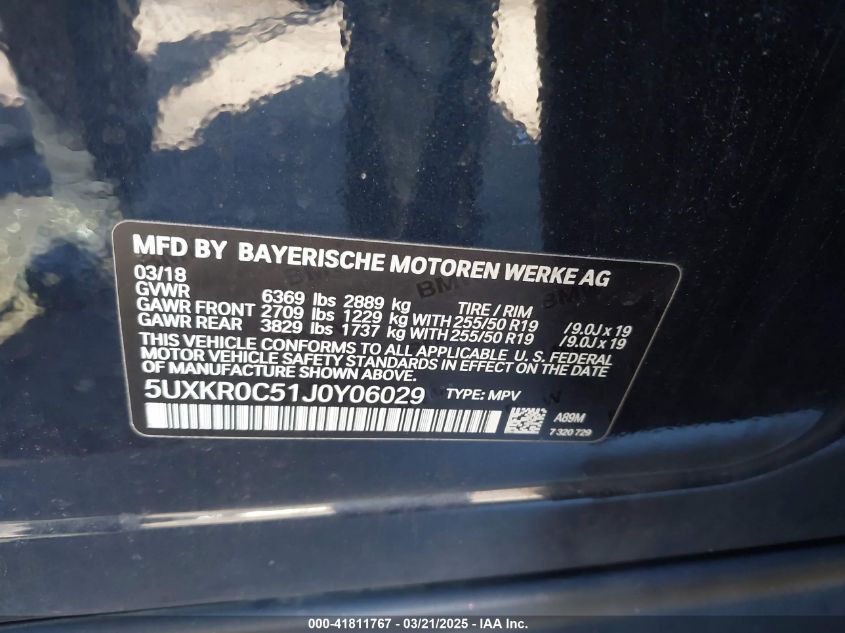 MFD BY BAYERISCHE MOTOREN WERKE AG
03/18
GVWR 6369 lbs 2889 kg TIRE / RIM
GAWR FRONT 2709 lbs 1229 kg WITH 255/50 R19 /9.0J x 19
GAWR REAR 3829 lbs 1737 kg WITH 255/50 R19 /9.0J x 19
THIS VEHICLE CONFORMS TO ALL APPLICABLE U. S. FEDERAL
MOTOR VEHICLE SAFETY STANDARDS IN EFFECT ON THE DATE
OF MANUFACTURE SHOWN ABOVE.
5UXKR0C51J0Y06029 TYPE: MPV
A89M
7 320 729
000-41811767 - 03/21/2025 - IAA Inc.